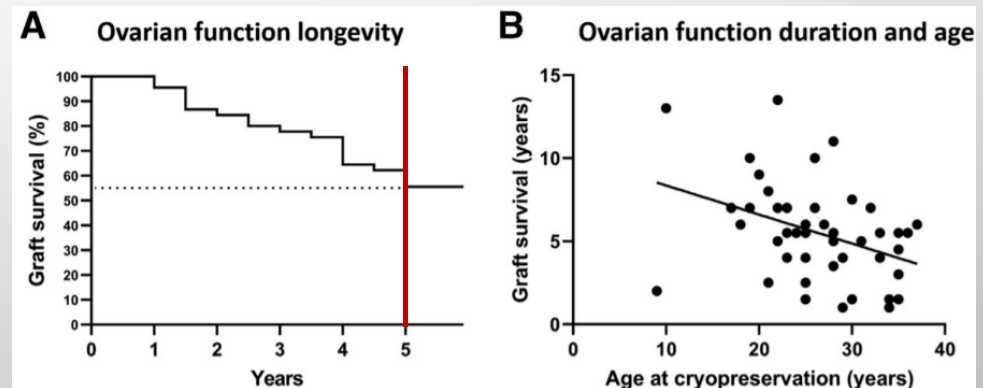 A
Ovarian function longevity
Graft survival (%)
100
90
80
70
60
50
40
30
20
10
0
0 1 2 3 4 5
Years
B
Ovarian function duration and age
Graft survival (years)
15
10
5
0
0 10 20 30 40
Age at cryopreservation (years)